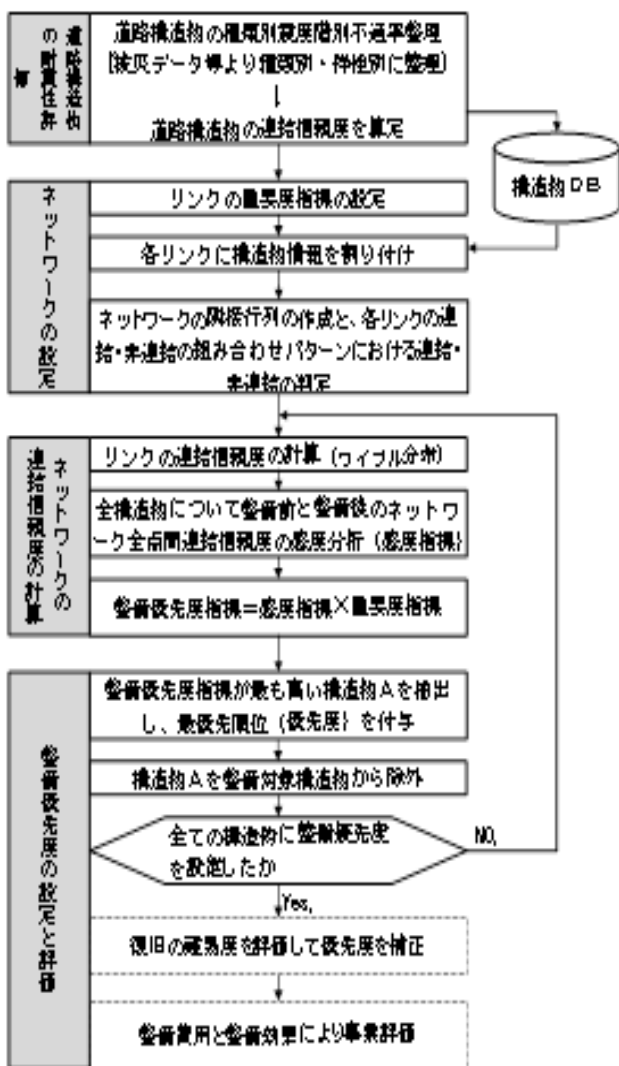 道路構造物の耐震性評価
道路構造物の種類別震度階別不通率整理
(被災データ等より種類別・特性別に整理)
↓
道路構造物の連結信頼度を算定
構造物DB
ネットワークの設定
リンクの重要度指標の設定
各リンクに構造物情報を割り付け
ネットワークの隣接行列の作成と、各リンクの連
結・非連結の組み合わせパターンにおける連結・
非連結の判定
ネットワークの
連結信頼度の計算
リンクの連結信頼度の計算(ワイブル分布)
全構造物について整備前と整備後のネットワ
ーク全点間連結信頼度の感度分析(感度指標)
整備優先度指標=感度指標×重要度指標
整備優先度の設定と評価
整備優先度指標が最も高い構造物Aを抽出
し、最優先順位(優先度)を付与
構造物Aを整備対象構造物から除外
全ての構造物に整備優先度
を設定したか
NO,
Yes,
復旧の難易度を評価して優先度を補正
整備費用と整備効果により事業評価